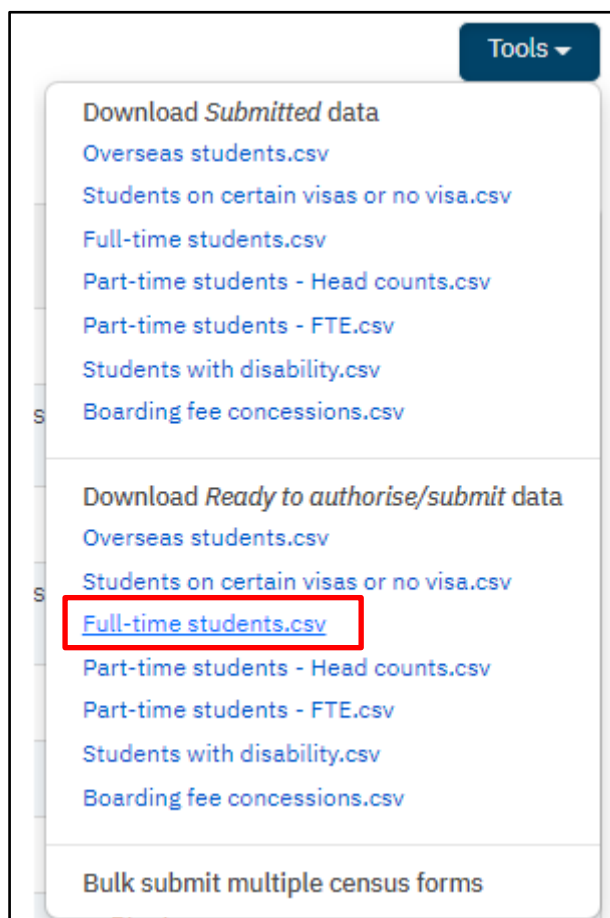 Tools
Download Submitted data
Overseas students.csv
Students on certain visas or no visa.csv
Full-time students.csv
Part-time students - Head counts.csv
Part-time students - FTE.csv
Students with disability.csv
s
Boarding fee concessions.csv
Download Ready to authorise/submit data
Overseas students.csv
Students on certain visas or no visa.csv
s
Full-time students.csv
Part-time students - Head counts.csv
Part-time students - FTE.csv
Students with disability.csv
Boarding fee concessions.csv
Bulk submit multiple census forms